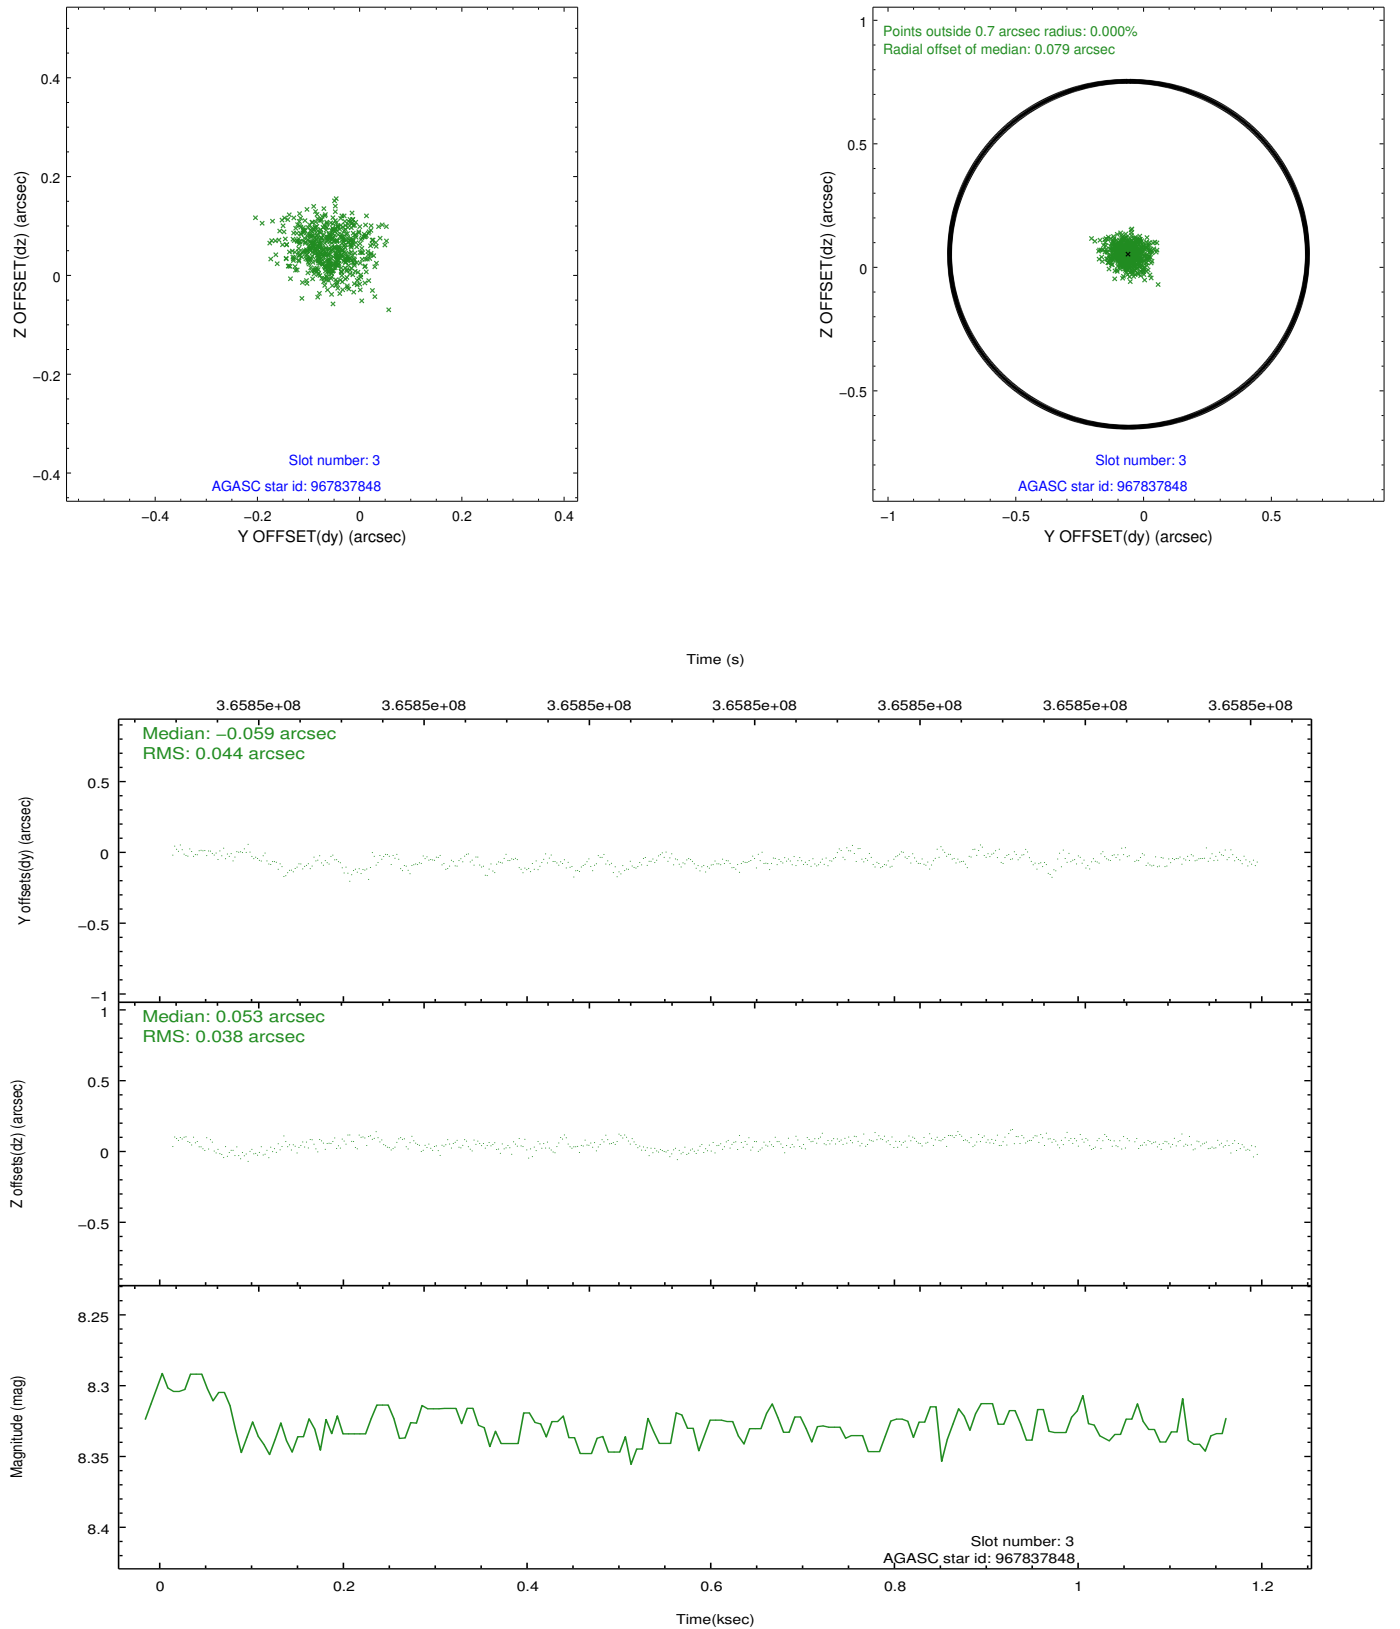 0.4
0.2
0
−0.2
−0.4
Z OFFSET(dz) (arcsec)
Slot number: 3
AGASC star id: 967837848
−0.4 −0.2 0 0.2 0.4
Y OFFSET(dy) (arcsec)
Points outside 0.7 arcsec radius: 0.000%
Radial offset of median: 0.079 arcsec
1
0.5
0
−0.5
Z OFFSET(dz) (arcsec)
Slot number: 3
AGASC star id: 967837848
−1 −0.5 0 0.5
Y OFFSET(dy) (arcsec)
Time (s)
3.6585e+08 3.6585e+08 3.6585e+08 3.6585e+08 3.6585e+08 3.6585e+08 3.6585e+08
Median: −0.059 arcsec
RMS: 0.044 arcsec
0.5
0
−0.5
−1
Y offsets(dy) (arcsec)
Median: 0.053 arcsec
RMS: 0.038 arcsec
1
0.5
0
−0.5
Z offsets(dz) (arcsec)
8.25
8.3
8.35
8.4
Magnitude (mag)
Slot number: 3
AGASC star id: 967837848
0 0.2 0.4 0.6 0.8 1 1.2
Time(ksec)